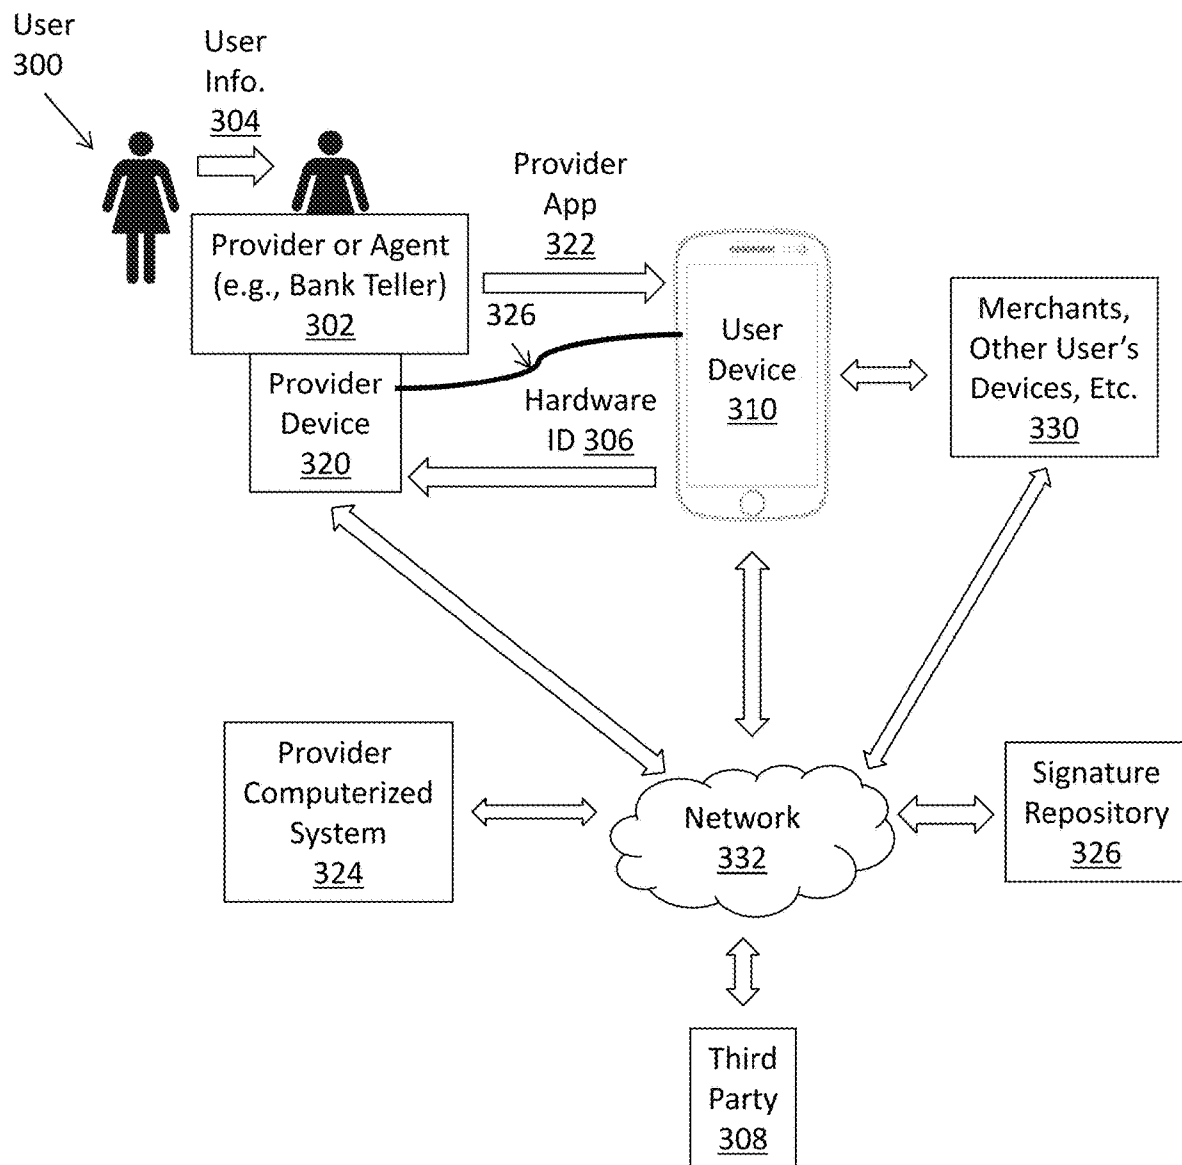 User
300
User
Info.
304
Provider
App
322
Provider or Agent
(e.g., Bank Teller)
302
326
Provider
Device
320
Hardware
ID 306
User
Device
310
Merchants,
Other User's
Devices, Etc.
330
Provider
Computerized
System
324
Network
332
Signature
Repository
326
Third
Party
308